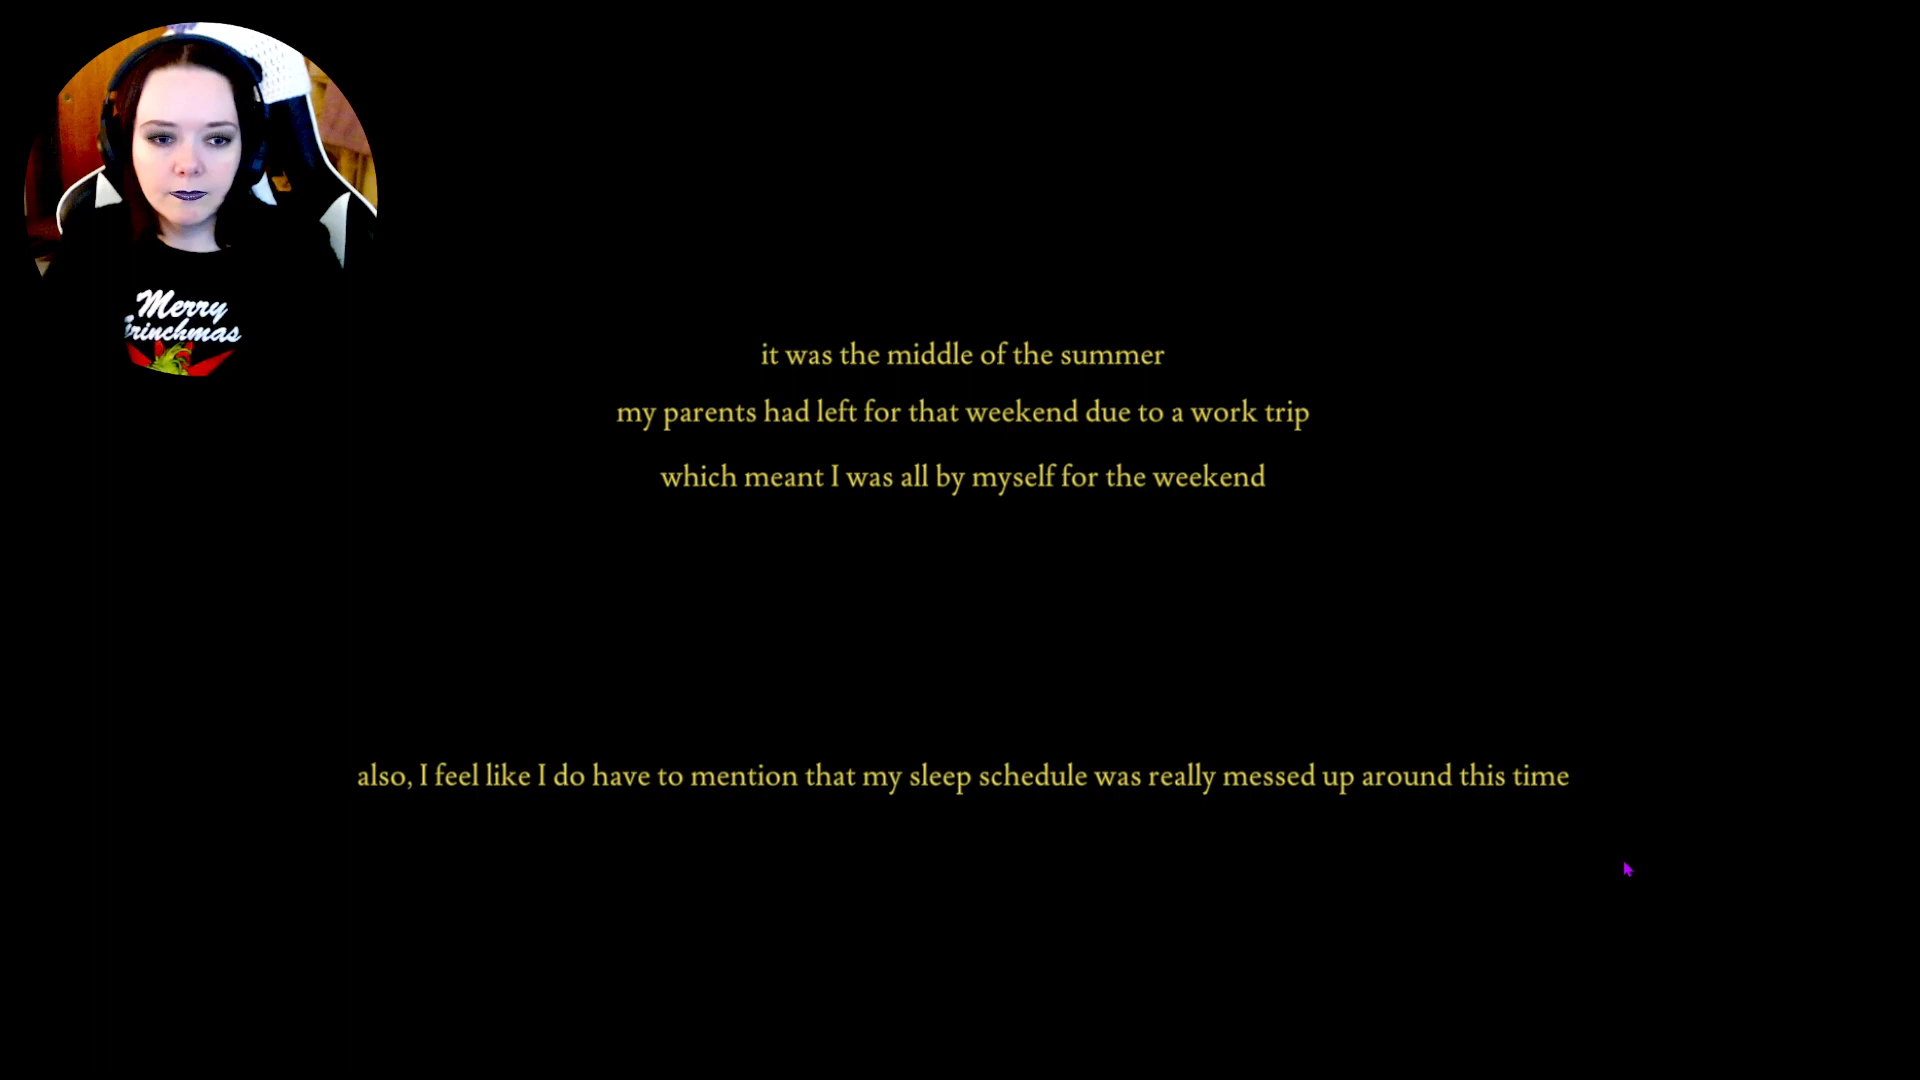 Merry
Grinchmas
it was the middle of the summer
my parents had left for that weekend due to a work trip
which meant I was all by myself for the weekend
also, I feel like I do have to mention that my sleep schedule was really messed up around this time